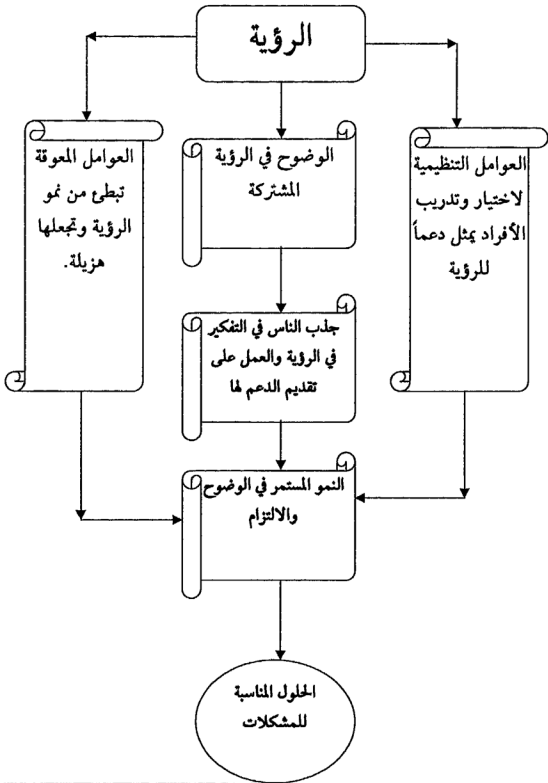 الرؤية
العوامل التنظيمية
لاختيار وتدريب
الأفراد يمثل دعماً
للرؤية
الوضوح في الرؤية
المشتركة
العوامل المعوقة
تبطئ من نمو
الرؤية وتجعلها
هزيلة.
جذب الناس في التفكير
في الرؤية والعمل على
تقديم الدعم لها
النمو المستمر في الوضوح
والالتزام
الحلول المناسبة
للمشكلات